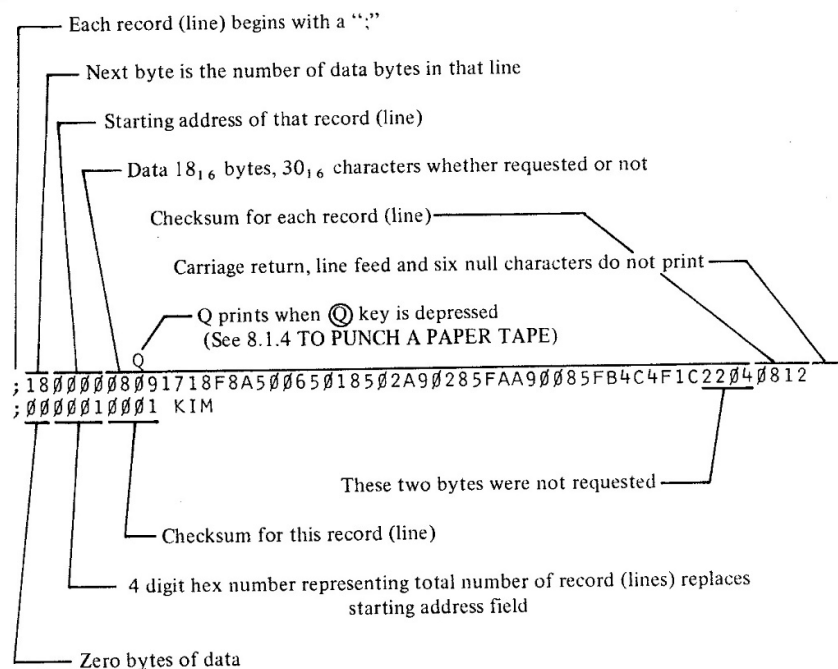 Each record (line) begins with a “;”
Next byte is the number of data bytes in that line
Starting address of that record (line)
Data 18₁₆ bytes, 30₁₆ characters whether requested or not
Checksum for each record (line)
Carriage return, line feed and six null characters do not print
Q prints when Ⓠ key is depressed
(See 8.1.4 TO PUNCH A PAPER TAPE)
Q
;18ØØØØØ8Ø91718F8A5ØØ65Ø185Ø2A9Ø285FAA9ØØ85FB4C4F1C22Ø4Ø812
;ØØØØØ1ØØØ1 KIM
These two bytes were not requested
Checksum for this record (line)
4 digit hex number representing total number of record (lines) replaces
starting address field
Zero bytes of data